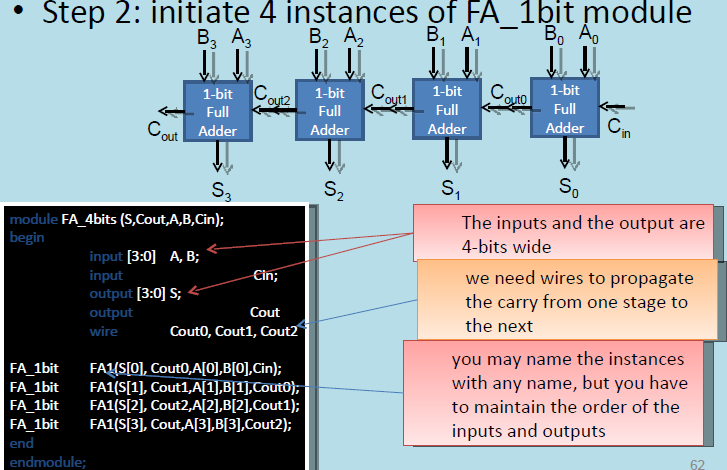 • Step 2: initiate 4 instances of FA_1bit module
B3 A3 B2 A2 B1 A1 B0 A0
1-bit Full Adder
1-bit Full Adder
1-bit Full Adder
1-bit Full Adder
Cout Cout2 Cout1 Cout0 Cin
S3 S2 S1 S0
module FA_4bits (S,Cout,A,B,Cin);
begin
input [3:0] A, B;
input Cin;
output [3:0] S;
output Cout
wire Cout0, Cout1, Cout2
FA_1bit FA1(S[0], Cout0,A[0],B[0],Cin);
FA_1bit FA1(S[1], Cout1,A[1],B[1],Cout0);
FA_1bit FA1(S[2], Cout2,A[2],B[2],Cout1);
FA_1bit FA1(S[3], Cout,A[3],B[3],Cout2);
end
endmodule;
The inputs and the output are
4-bits wide
we need wires to propagate
the carry from one stage to
the next
you may name the instances
with any name, but you have
to maintain the order of the
inputs and outputs
62